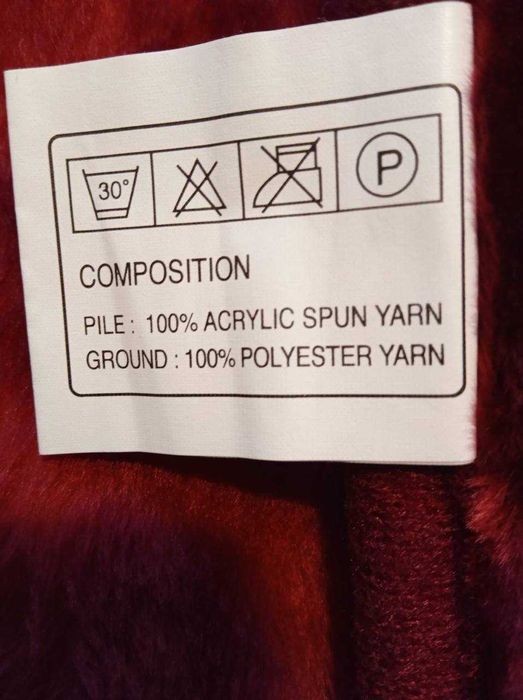 30° P
COMPOSITION
PILE : 100% ACRYLIC SPUN YARN
GROUND : 100% POLYESTER YARN